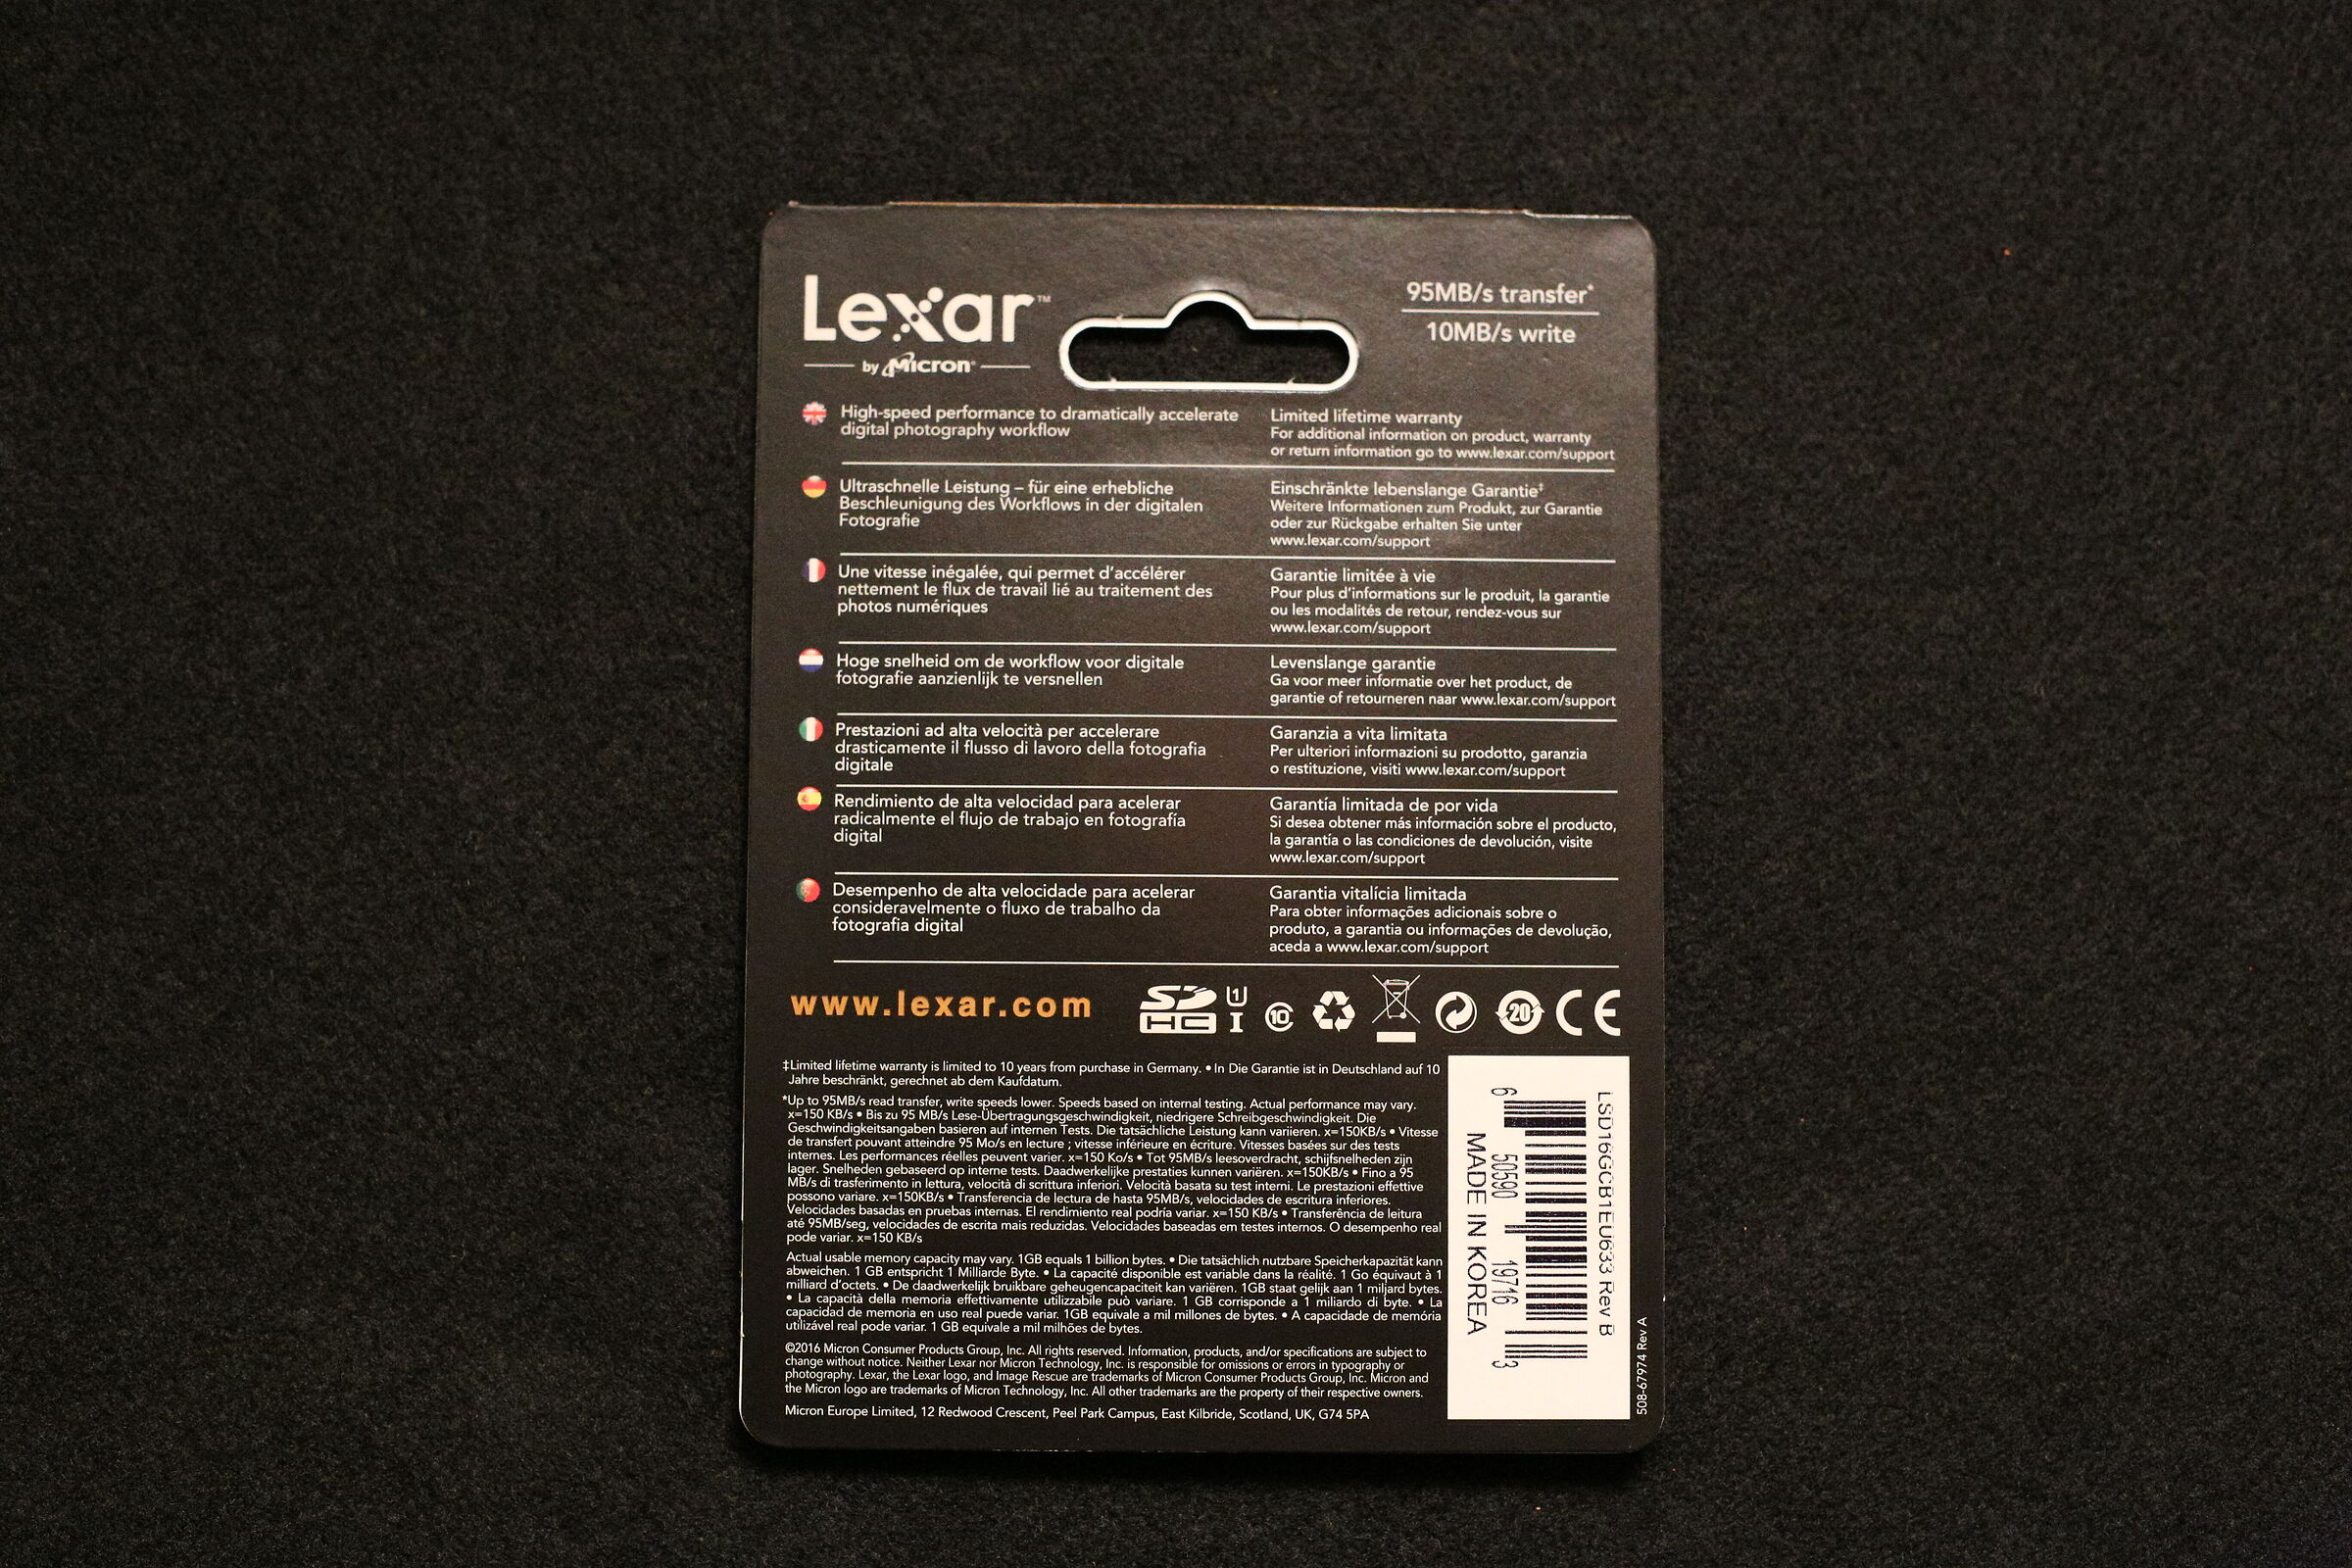 Lexar™
by Micron®
95MB/s transfer*
10MB/s write
High-speed performance to dramatically accelerate
digital photography workflow
Limited lifetime warranty
For additional information on product, warranty
or return information go to www.lexar.com/support
Ultraschnelle Leistung – für eine erhebliche
Beschleunigung des Workflows in der digitalen
Fotografie
Einschränkte lebenslange Garantie‡
Weitere Informationen zum Produkt, zur Garantie
oder zur Rückgabe erhalten Sie unter
www.lexar.com/support
Une vitesse inégalée, qui permet d'accélérer
nettement le flux de travail lié au traitement des
photos numériques
Garantie limitée à vie
Pour plus d'informations sur le produit, la garantie
ou les modalités de retour, rendez-vous sur
www.lexar.com/support
Hoge snelheid om de workflow voor digitale
fotografie aanzienlijk te versnellen
Levenslange garantie
Ga voor meer informatie over het product, de
garantie of retourneren naar www.lexar.com/support
Prestazioni ad alta velocità per accelerare
drasticamente il flusso di lavoro della fotografia
digitale
Garanzia a vita limitata
Per ulteriori informazioni su prodotto, garanzia
o restituzione, visiti www.lexar.com/support
Rendimiento de alta velocidad para acelerar
radicalmente el flujo de trabajo en fotografía
digital
Garantía limitada de por vida
Si desea obtener más información sobre el producto,
la garantía o las condiciones de devolución, visite
www.lexar.com/support
Desempenho de alta velocidade para acelerar
consideravelmente o fluxo de trabalho da
fotografia digital
Garantia vitalícia limitada
Para obter informações adicionais sobre o
produto, a garantia ou informações de devolução,
aceda a www.lexar.com/support
www.lexar.com
SD HC 1 I 10 20 CE
‡Limited lifetime warranty is limited to 10 years from purchase in Germany. • In Die Garantie ist in Deutschland auf 10
Jahre beschränkt, gerechnet ab dem Kaufdatum.
*Up to 95MB/s read transfer, write speeds lower. Speeds based on internal testing. Actual performance may vary.
x=150 KB/s • Bis zu 95 MB/s Lese-Übertragungsgeschwindigkeit, niedrigere Schreibgeschwindigkeit. Die
Geschwindigkeitsangaben basieren auf internen Tests. Die tatsächliche Leistung kann variieren. x=150KB/s • Vitesse
de transfert pouvant atteindre 95 Mo/s en lecture ; vitesse inférieure en écriture. Vitesses basées sur des tests
internes. Les performances réelles peuvent varier. x=150 Ko/s • Tot 95MB/s leesoverdracht, schijfsnelheden zijn
lager. Snelheden gebaseerd op interne tests. Daadwerkelijke prestaties kunnen variëren. x=150KB/s • Fino a 95
MB/s di trasferimento in lettura, velocità di scrittura inferiori. Velocità basata su test interni. Le prestazioni effettive
possono variare. x=150KB/s • Transferencia de lectura de hasta 95MB/s, velocidades de escritura inferiores.
Velocidades basadas en pruebas internas. El rendimiento real podría variar. x=150 KB/s • Transferência de leitura
até 95MB/seg, velocidades de escrita mais reduzidas. Velocidades baseadas em testes internos. O desempenho real
pode variar. x=150 KB/s
Actual usable memory capacity may vary. 1GB equals 1 billion bytes. • Die tatsächlich nutzbare Speicherkapazität kann
abweichen. 1 GB entspricht 1 Milliarde Byte. • La capacité disponible est variable dans la réalité. 1 Go équivaut à 1
milliard d'octets. • De daadwerkelijk bruikbare geheugencapaciteit kan variëren. 1GB staat gelijk aan 1 miljard bytes.
• La capacità della memoria effettivamente utilizzabile può variare. 1 GB corrisponde a 1 miliardo di byte. • La
capacidad de memoria en uso real puede variar. 1GB equivale a mil millones de bytes. • A capacidade de memória
utilizável real pode variar. 1 GB equivale a mil milhões de bytes.
©2016 Micron Consumer Products Group, Inc. All rights reserved. Information, products, and/or specifications are subject to
change without notice. Neither Lexar nor Micron Technology, Inc. is responsible for omissions or errors in typography or
photography. Lexar, the Lexar logo, and Image Rescue are trademarks of Micron Consumer Products Group, Inc. Micron and
the Micron logo are trademarks of Micron Technology, Inc. All other trademarks are the property of their respective owners.
Micron Europe Limited, 12 Redwood Crescent, Peel Park Campus, East Kilbride, Scotland, UK, G74 5PA
LSD16GCB1EU633 Rev B
6 50590 19716 3
MADE IN KOREA
508-67974 Rev A